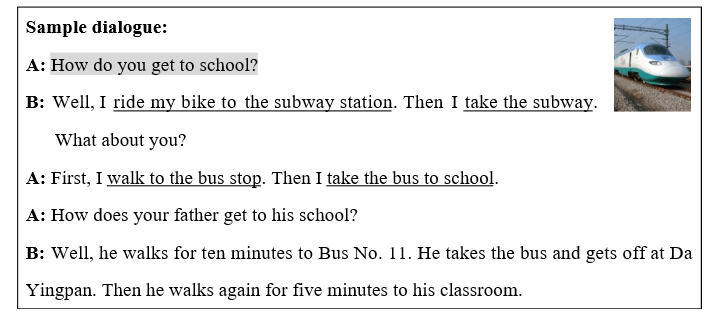 Sample dialogue:
A: How do you get to school?
B: Well, I ride my bike to the subway station. Then I take the subway.
What about you?
A: First, I walk to the bus stop. Then I take the bus to school.
A: How does your father get to his school?
B: Well, he walks for ten minutes to Bus No. 11. He takes the bus and gets off at Da
Yingpan. Then he walks again for five minutes to his classroom.